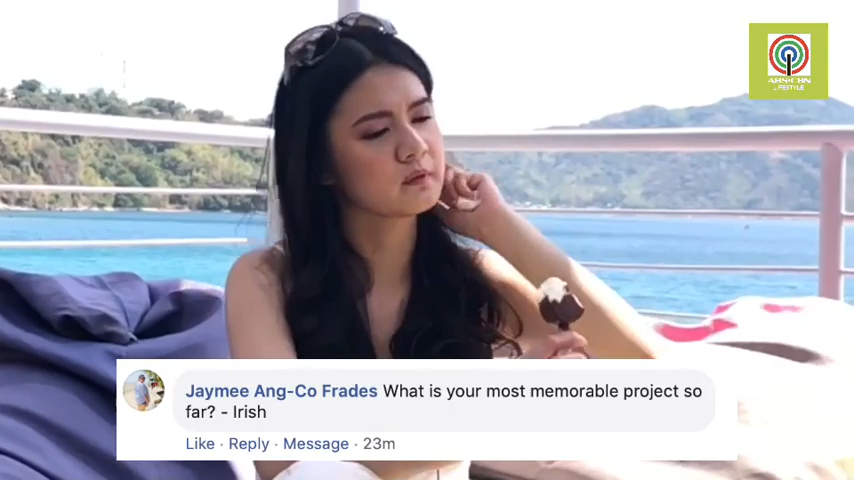 ABS-CBN
LIFESTYLE
Jaymee Ang-Co Frades What is your most memorable project so
far? - Irish
Like · Reply · Message · 23m